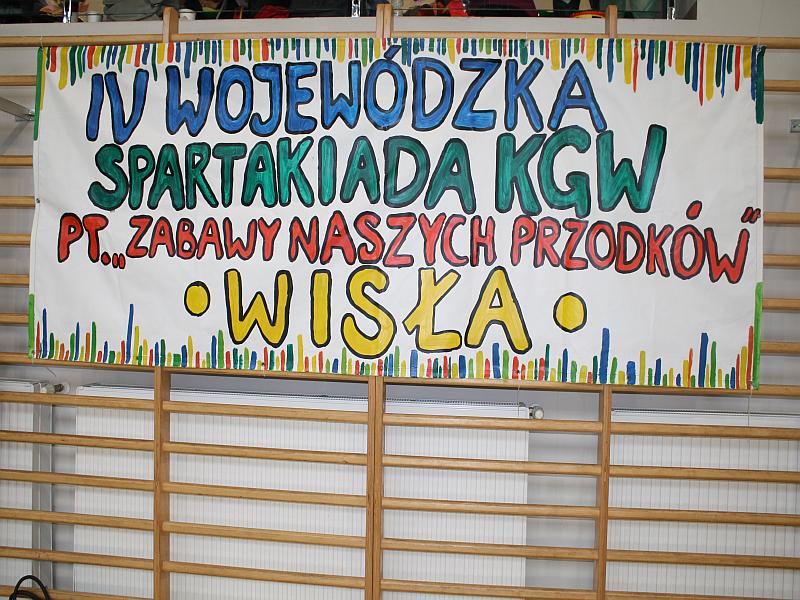 IV WOJEWÓDZKA
SPARTAKIADA KGW
PT. „ZABAWY NASZYCH PRZODKÓW"
• WISŁA •